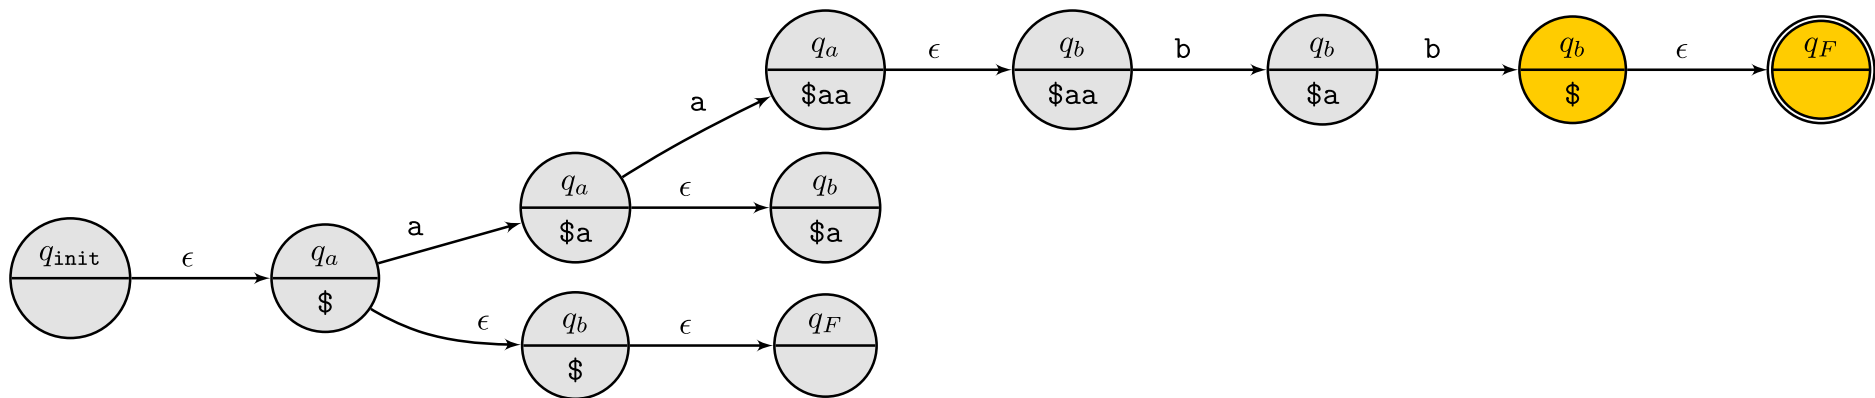 q_a ϵ q_b b q_b b q_b ϵ q_F
$aa $aa $a $
a
q_a ϵ q_b
$a $a
a
q_init ϵ q_a
$
ϵ q_b ϵ q_F
$